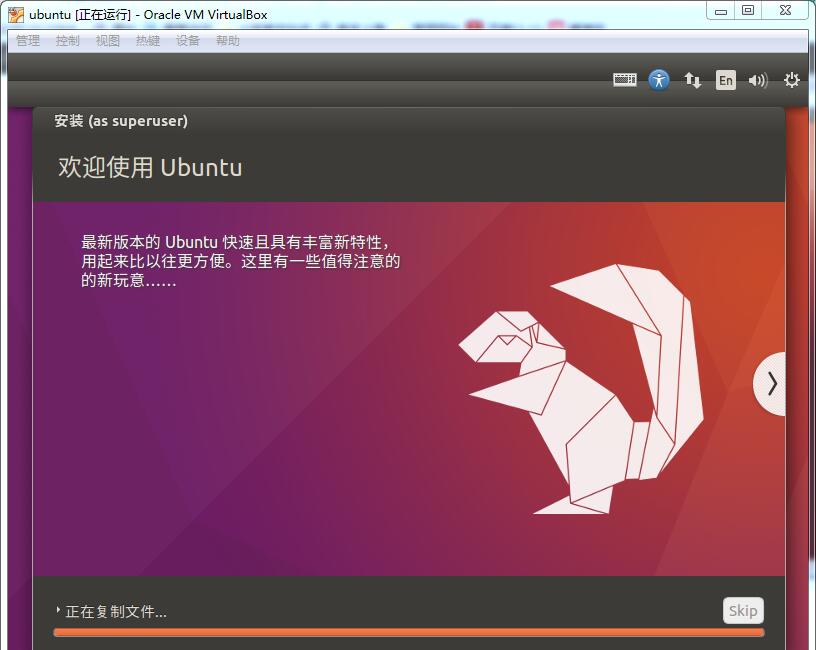 ubuntu [正在运行] - Oracle VM VirtualBox
管理 控制 视图 热键 设备 帮助
En
安装 (as superuser)
欢迎使用 Ubuntu
最新版本的 Ubuntu 快速且具有丰富新特性，
用起来比以往更方便。这里有一些值得注意的
的新玩意……
正在复制文件...
Skip